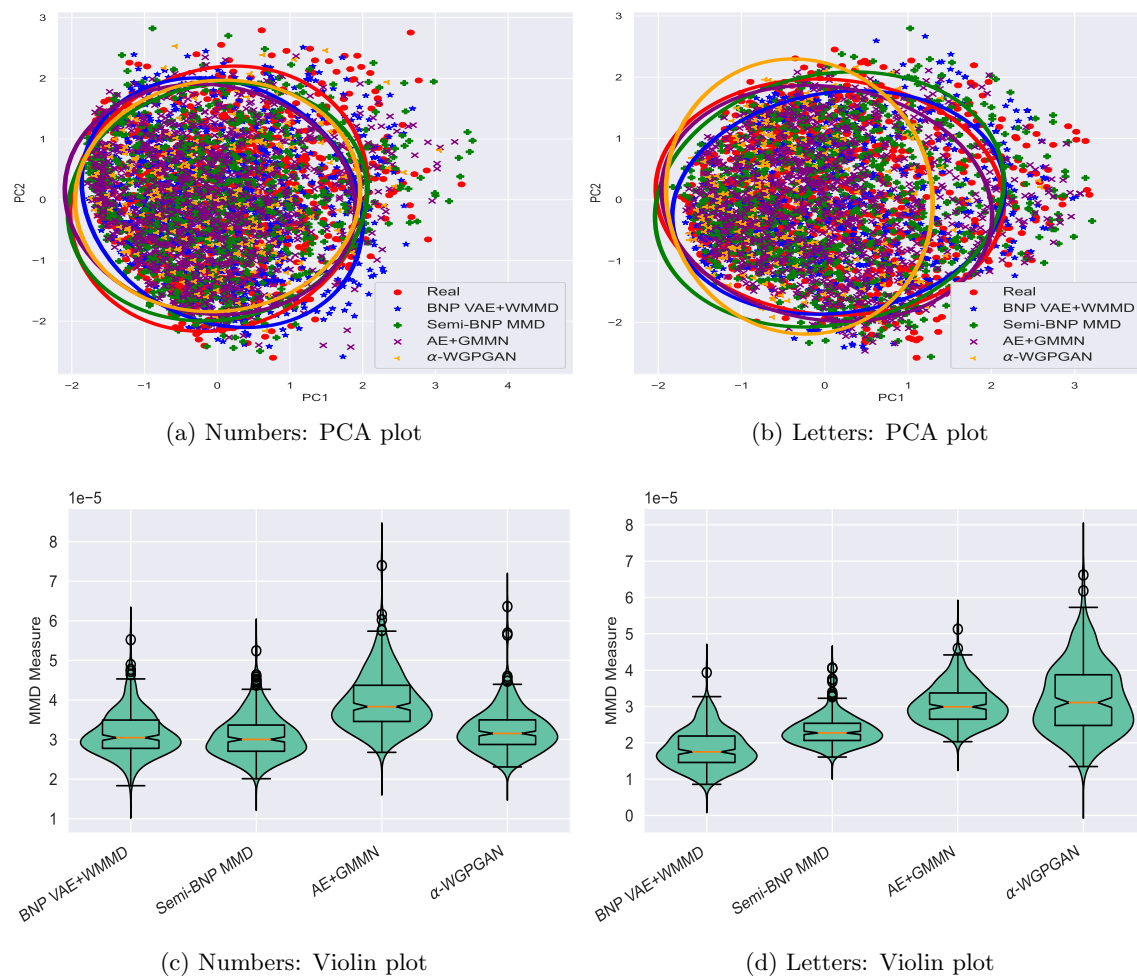 3
2
1
0
−1
−2
PC2
−2
−1
0
1
2
3
4
PC1
Real
BNP VAE+WMMD
Semi-BNP MMD
AE+GMMN
α-WGPGAN
(a) Numbers: PCA plot
3
2
1
0
−1
−2
PC2
−2
−1
0
1
2
3
PC1
Real
BNP VAE+WMMD
Semi-BNP MMD
AE+GMMN
α-WGPGAN
(b) Letters: PCA plot
1e−5
8
7
6
5
4
3
2
1
MMD Measure
BNP VAE+WMMD
Semi-BNP MMD
AE+GMMN
α-WGPGAN
(c) Numbers: Violin plot
1e−5
8
7
6
5
4
3
2
1
0
MMD Measure
BNP VAE+WMMD
Semi-BNP MMD
AE+GMMN
α-WGPGAN
(d) Letters: Violin plot